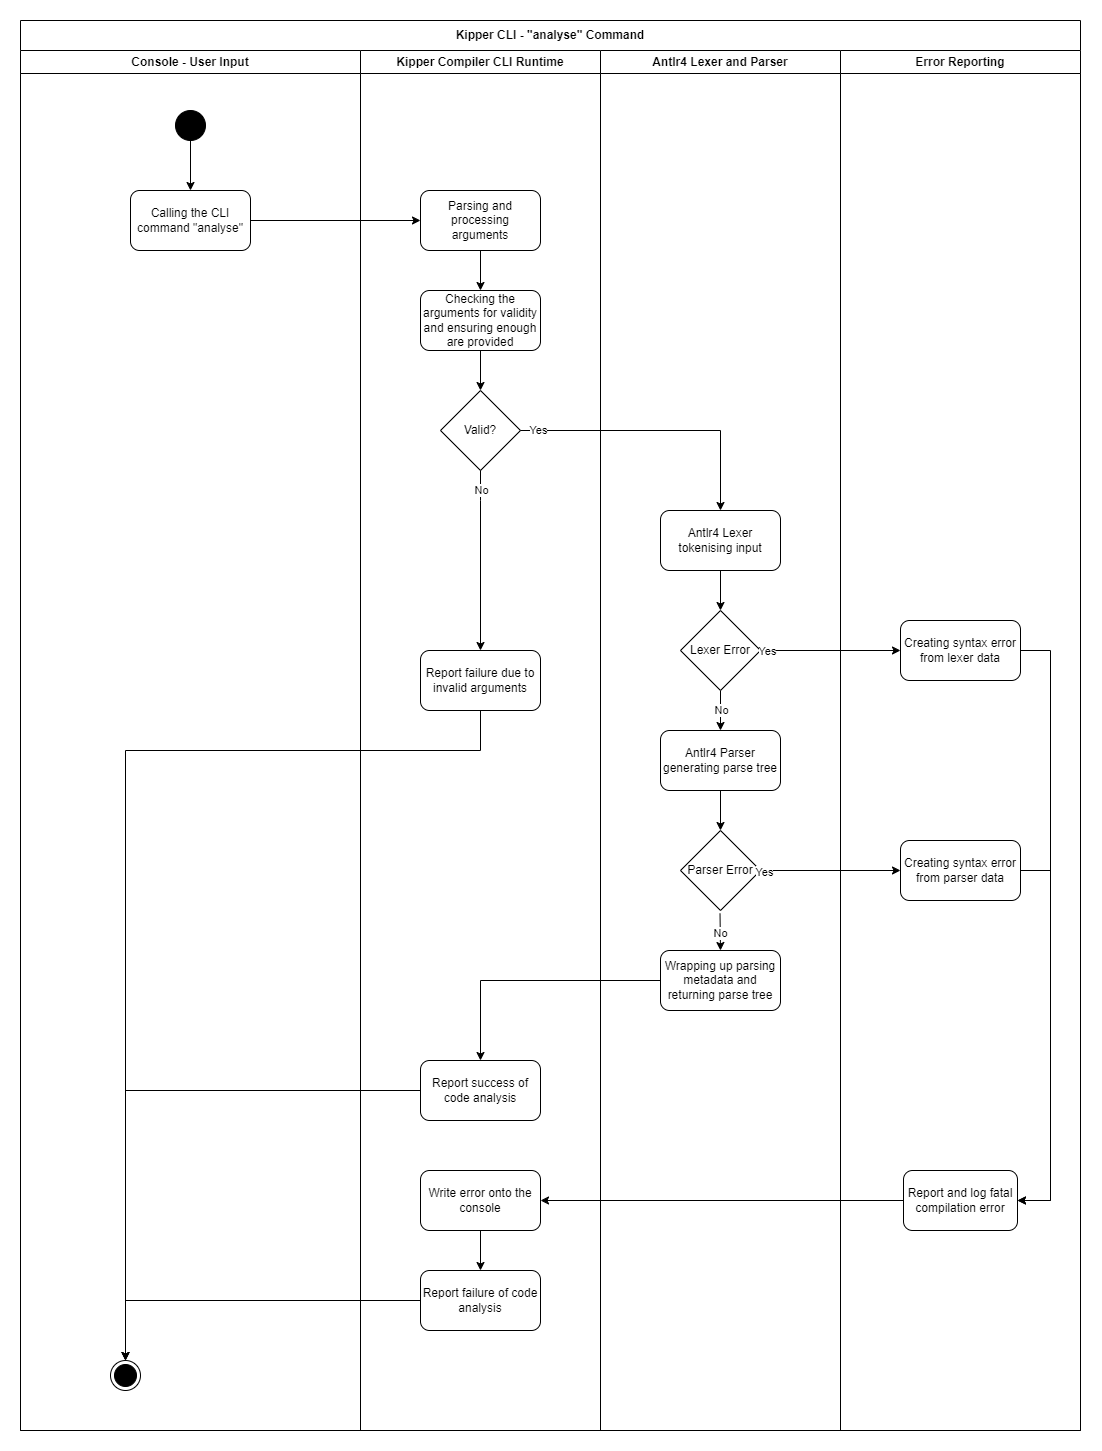 Kipper CLI - "analyse" Command
Console - User Input
Kipper Compiler CLI Runtime
Antlr4 Lexer and Parser
Error Reporting
Calling the CLI
command "analyse"
Parsing and
processing
arguments
Checking the
arguments for validity
and ensuring enough
are provided
Valid?
Yes
No
Antlr4 Lexer
tokenising input
Lexer Error
Yes
Creating syntax error
from lexer data
Report failure due to
invalid arguments
No
Antlr4 Parser
generating parse tree
Parser Error
Yes
Creating syntax error
from parser data
No
Wrapping up parsing
metadata and
returning parse tree
Report success of
code analysis
Write error onto the
console
Report and log fatal
compilation error
Report failure of code
analysis